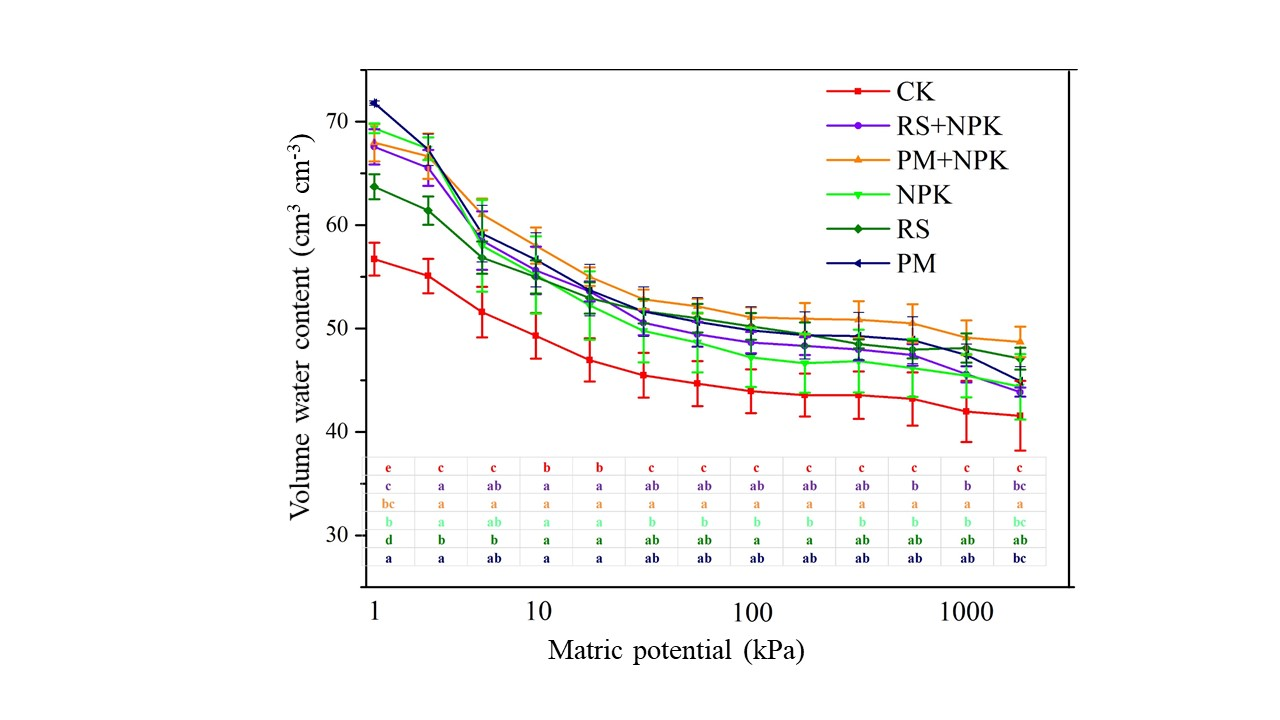 CK
RS+NPK
PM+NPK
NPK
RS
PM
Volume water content (cm³ cm⁻³)
70
60
50
40
30
e c c b b c c c c c c c c
c a ab a a ab ab ab ab ab b b bc
bc a a a a a a a a a a a a
b a ab a a b b b b b b b bc
d b b a a ab ab a a ab ab ab ab
a a ab a a ab ab ab ab ab ab ab bc
1 10 100 1000
Matric potential (kPa)